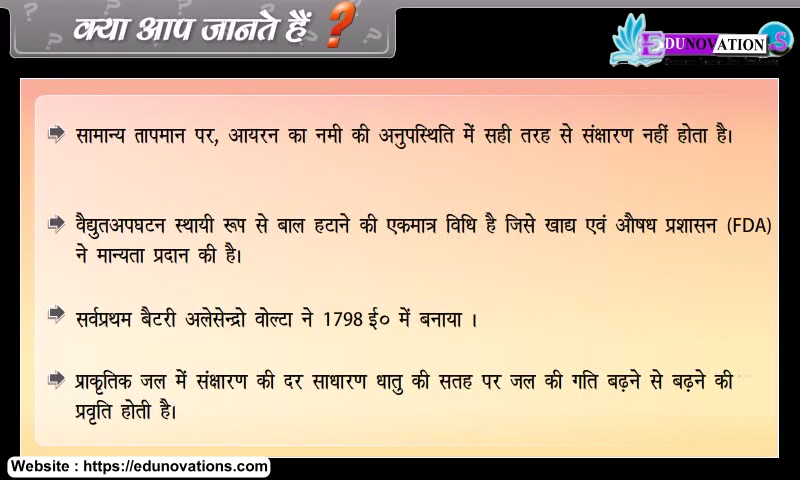 क्या आप जानते हैं ?
EDUNOVATION.S
सामान्य तापमान पर, आयरन का नमी की अनुपस्थिति में सही तरह से संक्षारण नहीं होता है।
वैद्युतअपघटन स्थायी रूप से बाल हटाने की एकमात्र विधि है जिसे खाद्य एवं औषध प्रशासन (FDA)
ने मान्यता प्रदान की है।
सर्वप्रथम बैटरी अलेसेन्द्रो वोल्टा ने 1798 ई० में बनाया ।
प्राकृतिक जल में संक्षारण की दर साधारण धातु की सतह पर जल की गति बढ़ने से बढ़ने की
प्रवृति होती है।
Website : https://edunovations.com